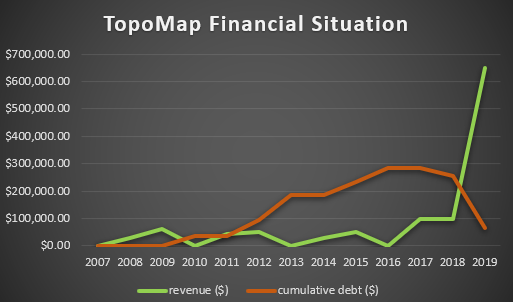 TopoMap Financial Situation
$700,000.00
$600,000.00
$500,000.00
$400,000.00
$300,000.00
$200,000.00
$100,000.00
$0.00
2007 2008 2009 2010 2011 2012 2013 2014 2015 2016 2017 2018 2019
revenue ($) cumulative debt ($)